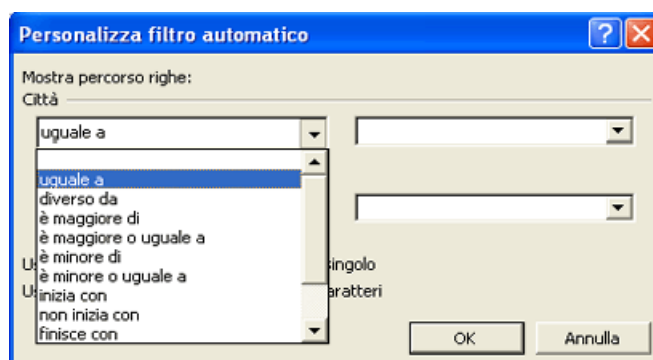 Personalizza filtro automatico
Mostra percorso righe:
Città
uguale a
uguale a
diverso da
è maggiore di
è maggiore o uguale a
è minore di
è minore o uguale a
inizia con
non inizia con
finisce con
singolo
aratteri
OK
Annulla